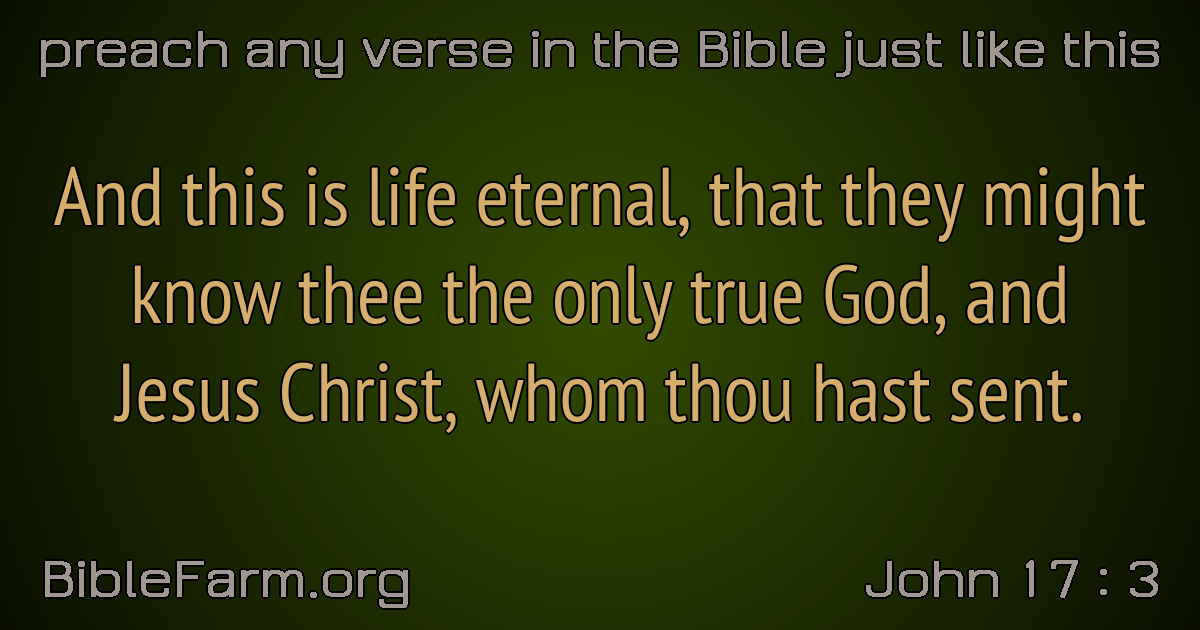 preach any verse in the Bible just like this
And this is life eternal, that they might
know thee the only true God, and
Jesus Christ, whom thou hast sent.
BibleFarm.org
John 17 : 3